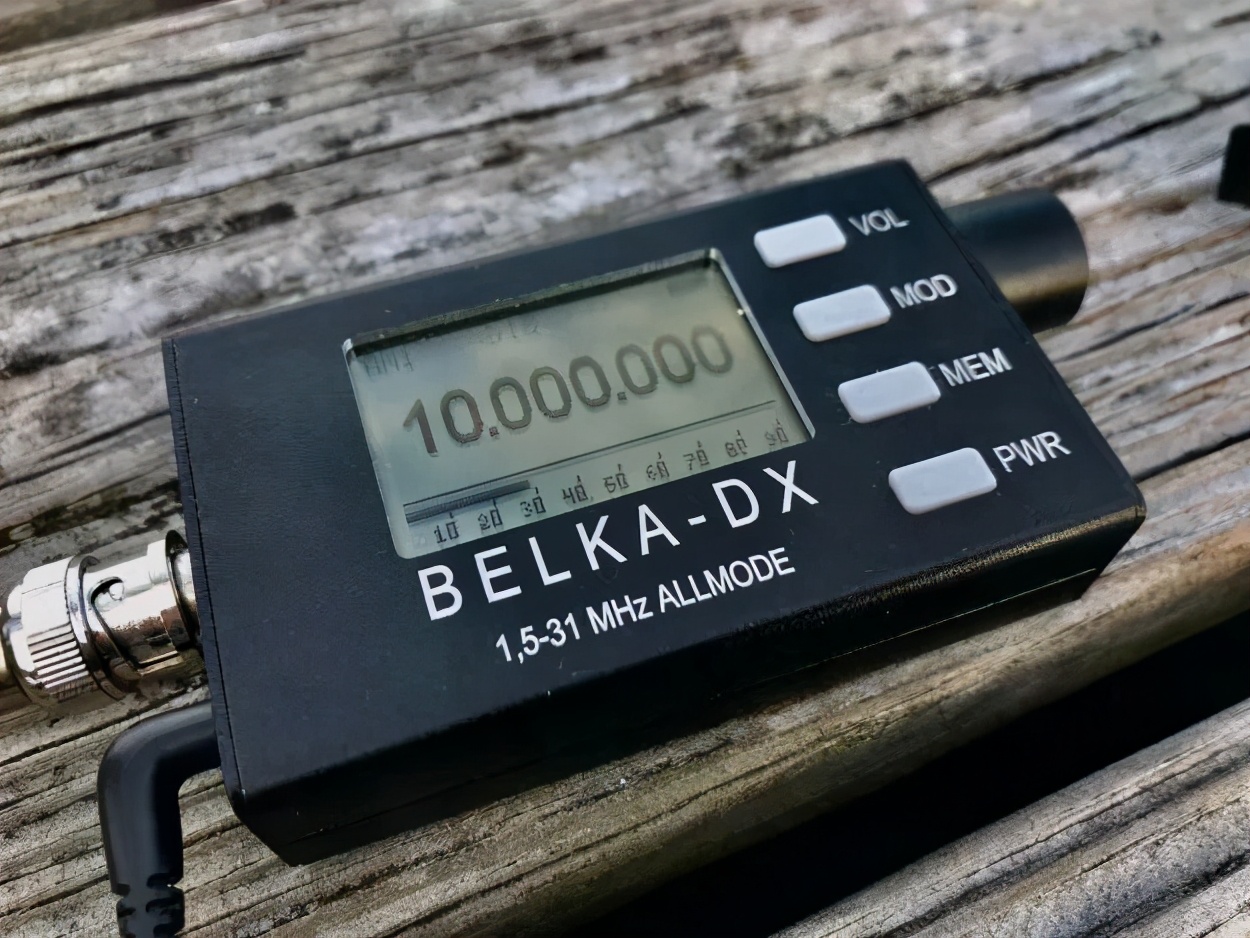 VOL
MOD
MEM
PWR
10.000.000
10 20 30 40 50 60 70 80 90
BELKA-DX
1,5-31 MHz ALLMODE